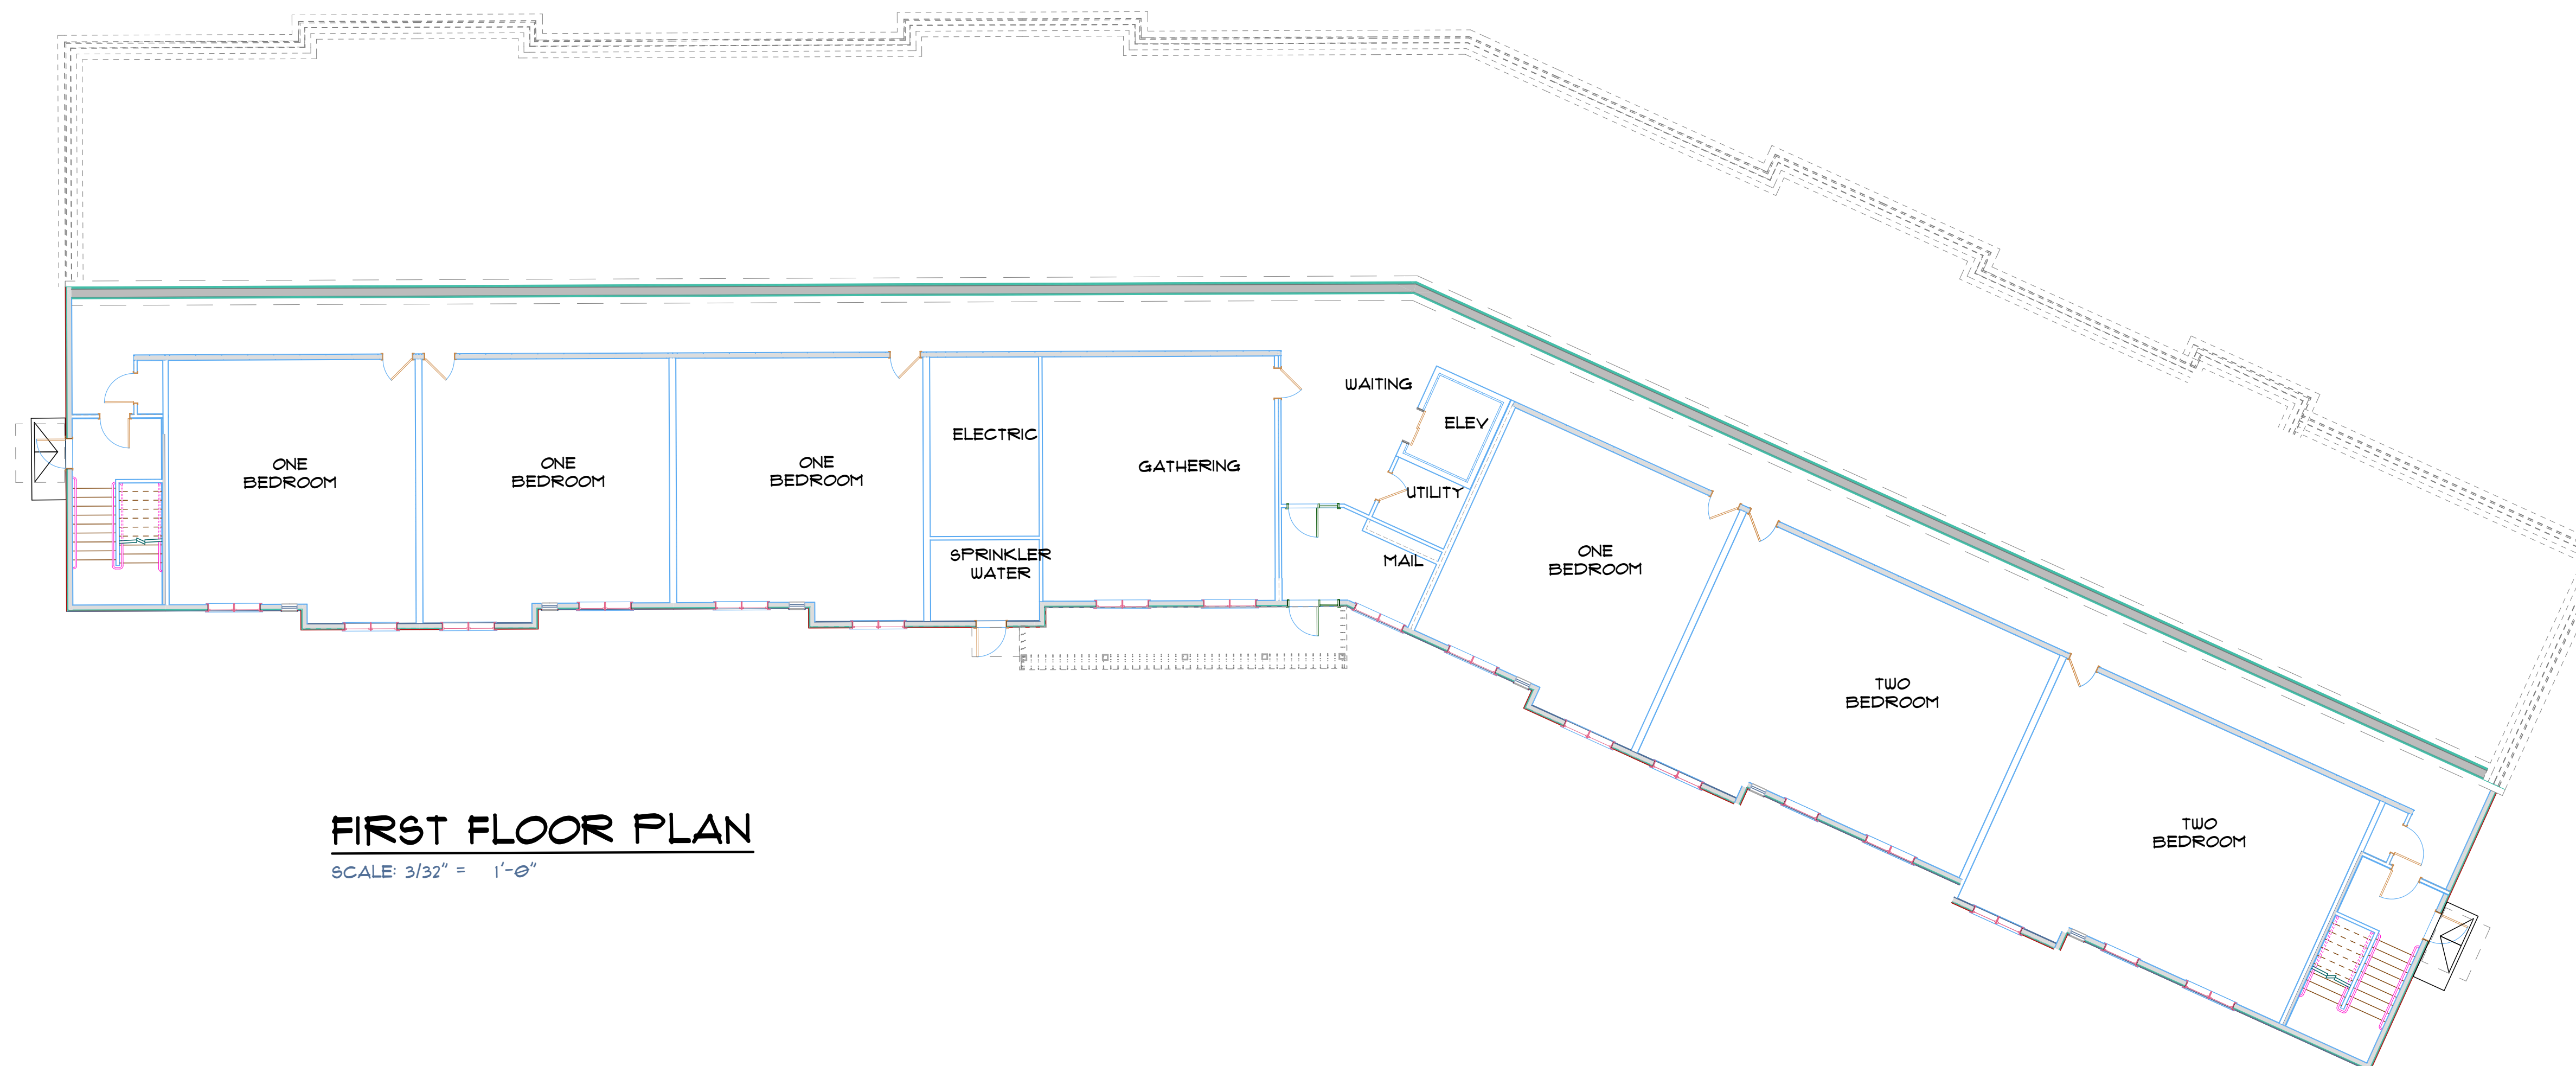 WAITING
ELEV
ELECTRIC
ONE
BEDROOM
ONE
BEDROOM
ONE
BEDROOM
GATHERING
UTILITY
SPRINKLER
WATER
MAIL
ONE
BEDROOM
TWO
BEDROOM
TWO
BEDROOM
FIRST FLOOR PLAN
SCALE: 3/32" = 1'-0"